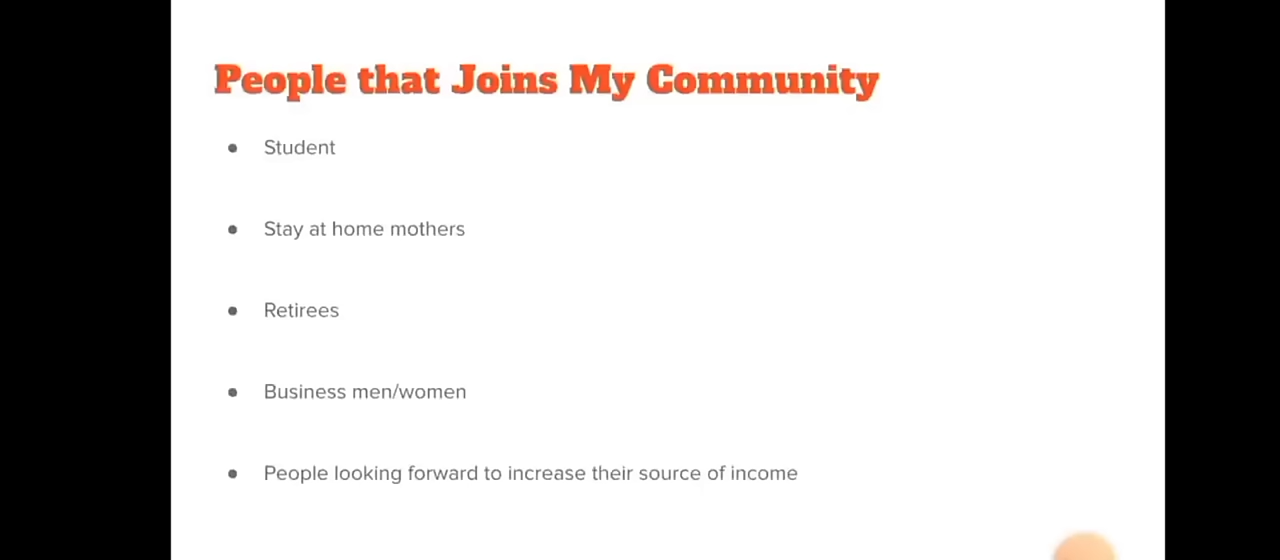 People that Joins My Community
● Student
● Stay at home mothers
● Retirees
● Business men/women
● People looking forward to increase their source of income